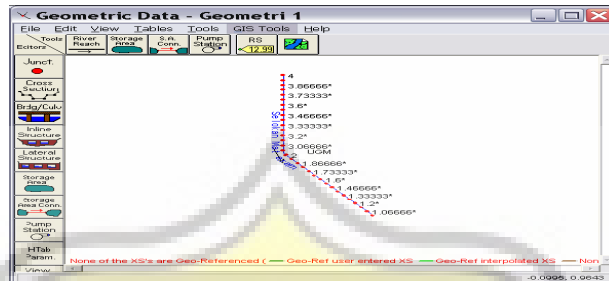 Geometric Data - Geometri 1
File Edit View Tables Tools GIS Tools Help
Tools
Editors
River Reach
Storage Area
S.A. Conn.
Pump Station
RS
12.99
Junct.
Cross Section
Brdg/Culv
Inline Structure
Lateral Structure
Storage Area
Storage Area Conn.
Pump Station
HTab Param.
View
4
3.86666*
3.73333*
3.6*
3.46666*
3.33333*
3.2*
3.06666*
2
UGM
1.86666*
1.73333*
1.6*
1.46666*
1.33333*
1.2*
1.06666*
None of the XS's are Geo-Referenced ( Geo-Ref user entered XS Geo-Ref interpolated XS Non
-0.0995, 0.9643